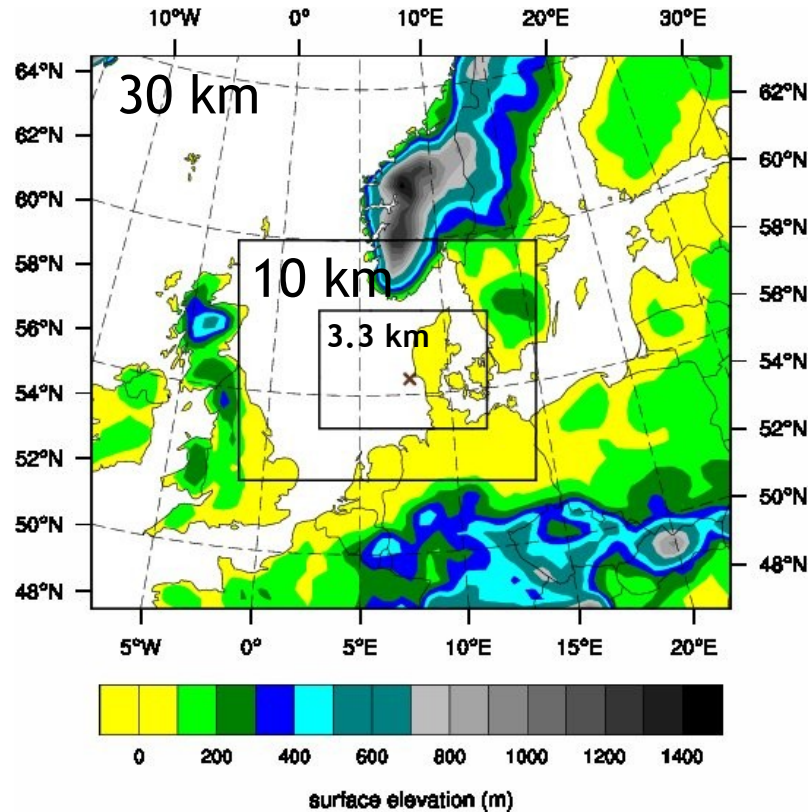 10°W 0° 10°E 20°E 30°E
64°N
62°N
60°N
58°N
56°N
54°N
52°N
50°N
48°N
30 km
10 km
3.3 km
62°N
60°N
58°N
56°N
54°N
52°N
50°N
48°N
5°W 0° 5°E 10°E 15°E 20°E
0 200 400 600 800 1000 1200 1400
surface elevation (m)